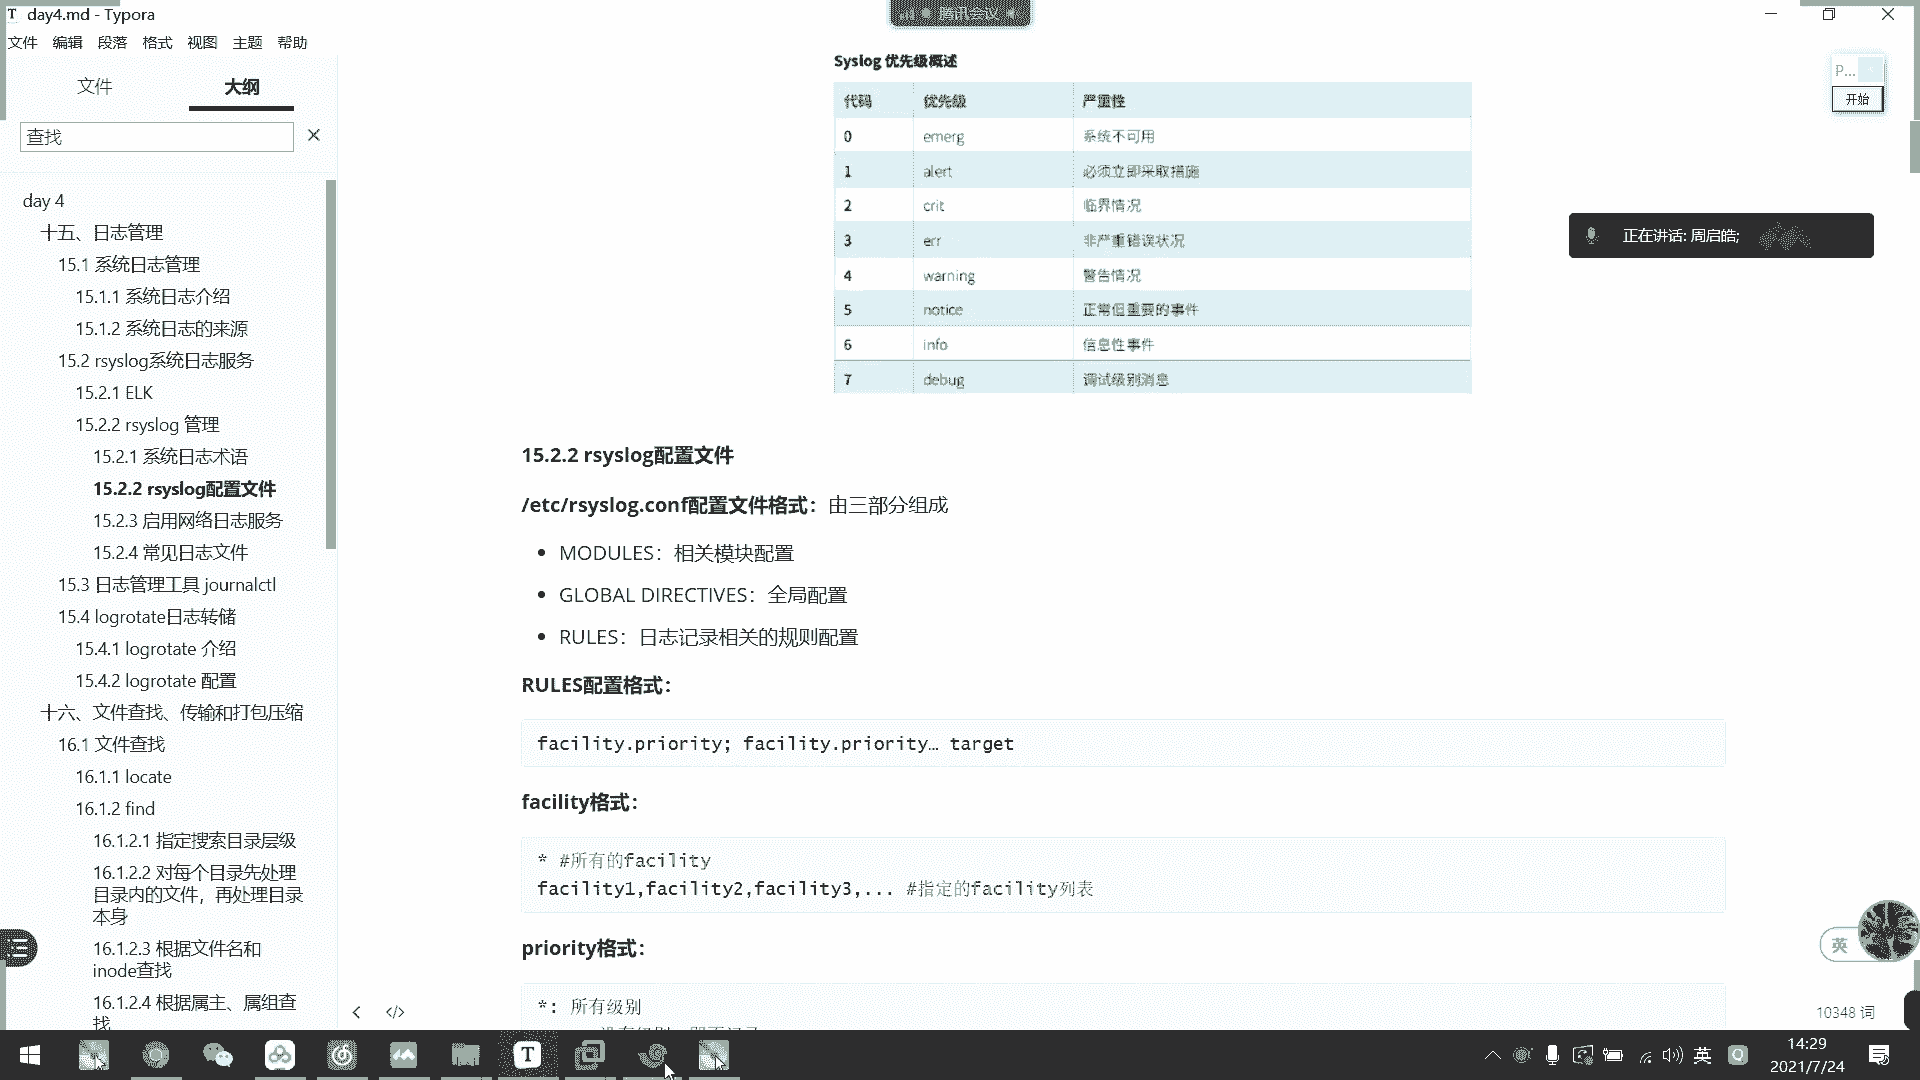 day4.md - Typora
腾讯会议
文件 编辑 段落 格式 视图 主题 帮助
文件 大纲
查找
day 4
十五、日志管理
15.1 系统日志管理
15.1.1 系统日志介绍
15.1.2 系统日志的来源
15.2 rsyslog系统日志服务
15.2.1 ELK
15.2.2 rsyslog 管理
15.2.1 系统日志术语
15.2.2 rsyslog配置文件
15.2.3 启用网络日志服务
15.2.4 常见日志文件
15.3 日志管理工具 journalctl
15.4 logrotate日志转储
15.4.1 logrotate 介绍
15.4.2 logrotate 配置
十六、文件查找、传输和打包压缩
16.1 文件查找
16.1.1 locate
16.1.2 find
16.1.2.1 指定搜索目录层级
16.1.2.2 对每个目录先处理
目录内的文件，再处理目录
本身
16.1.2.3 根据文件名和
inode查找
16.1.2.4 根据属主、属组查
找
Syslog 优先级概述
代码 优先级 严重性
0 emerg 系统不可用
1 alert 必须立即采取措施
2 crit 临界情况
3 err 非严重错误状况
4 warning 警告情况
5 notice 正常但重要的事件
6 info 信息性事件
7 debug 调试级别消息
15.2.2 rsyslog配置文件
/etc/rsyslog.conf配置文件格式：由三部分组成
• MODULES：相关模块配置
• GLOBAL DIRECTIVES：全局配置
• RULES：日志记录相关的规则配置
RULES配置格式：
facility.priority; facility.priority… target
facility格式：
* #所有的facility
facility1,facility2,facility3,... #指定的facility列表
priority格式：
*: 所有级别
P...
开始
正在讲话: 周启皓;
英
10348 词
英
14:29
2021/7/24